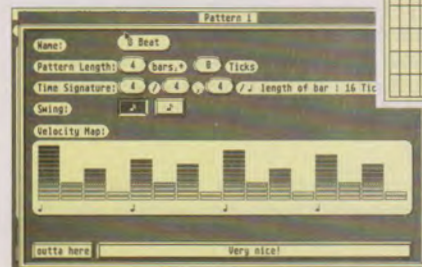 Pattern 1
Name: D Beat
Pattern Length: 4 bars,+ 0 Ticks
Time Signature: 4 / 4 , 4 /♩ length of bar : 16 Tic
Swing: ♪ ♪
Velocity Map:
outta here Very nice!